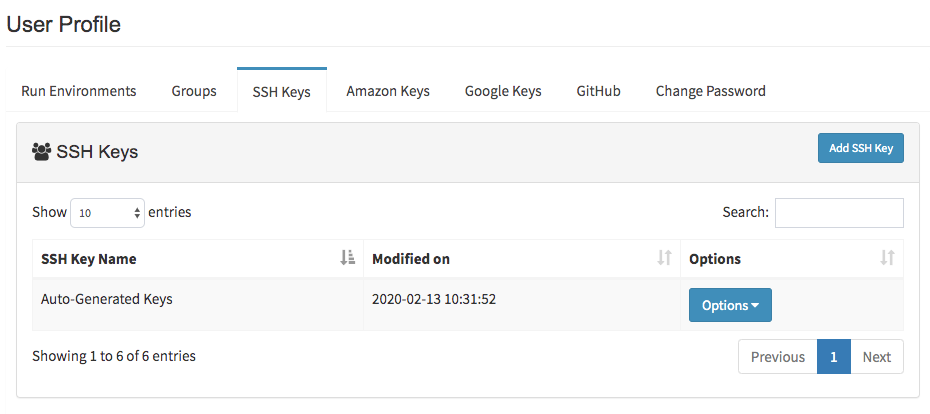 User Profile
Run Environments Groups SSH Keys Amazon Keys Google Keys GitHub Change Password
SSH Keys Add SSH Key
Show 10 entries Search:
SSH Key Name Modified on Options
Auto-Generated Keys 2020-02-13 10:31:52 Options
Showing 1 to 6 of 6 entries Previous 1 Next